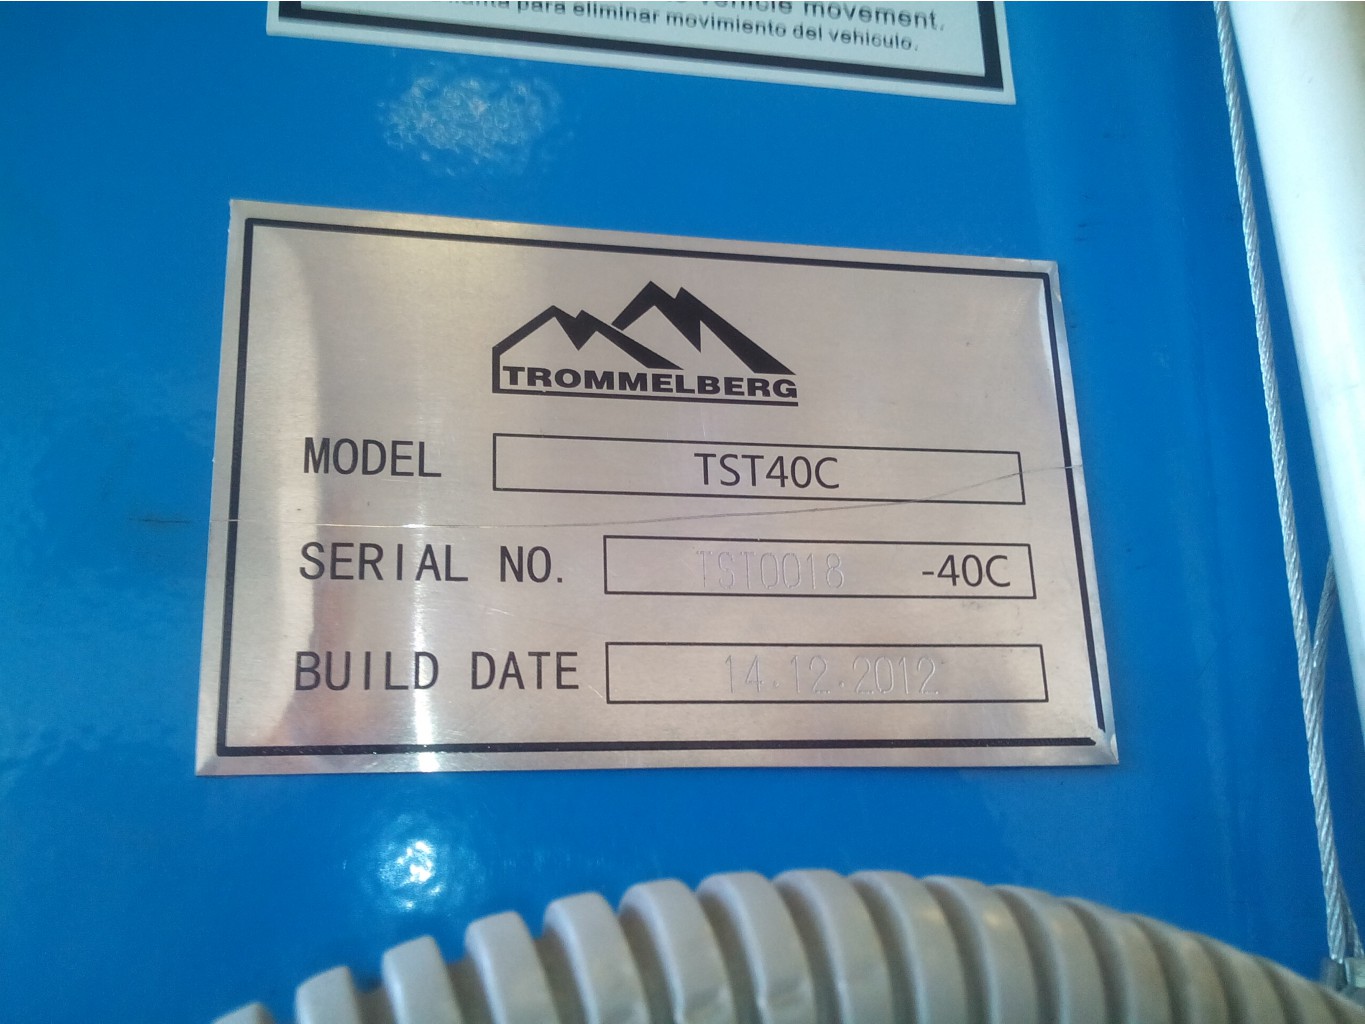 vehicle movement.
para eliminar movimiento del vehiculo.
TROMMELBERG
MODEL TST40C
SERIAL NO. TST0018 -40C
BUILD DATE 14.12.2012